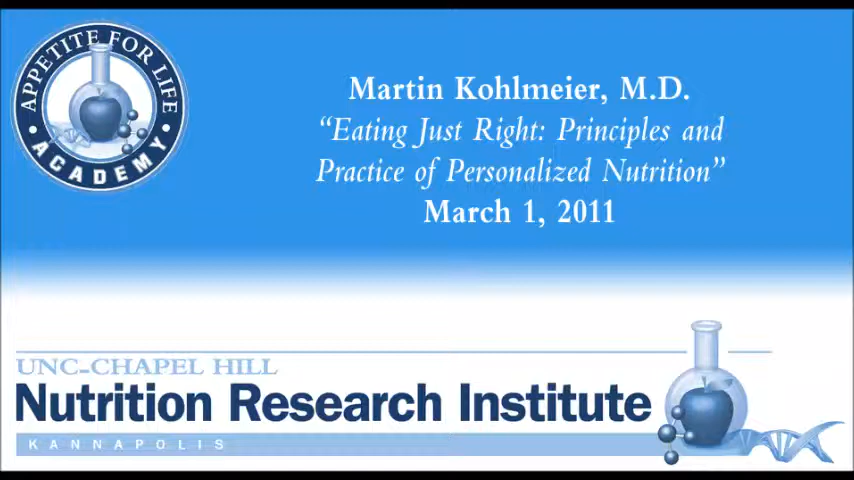 APPETITE FOR LIFE
• ACADEMY •
Martin Kohlmeier, M.D.
“Eating Just Right: Principles and
Practice of Personalized Nutrition”
March 1, 2011
UNC-CHAPEL HILL
Nutrition Research Institute
KANNAPOLIS